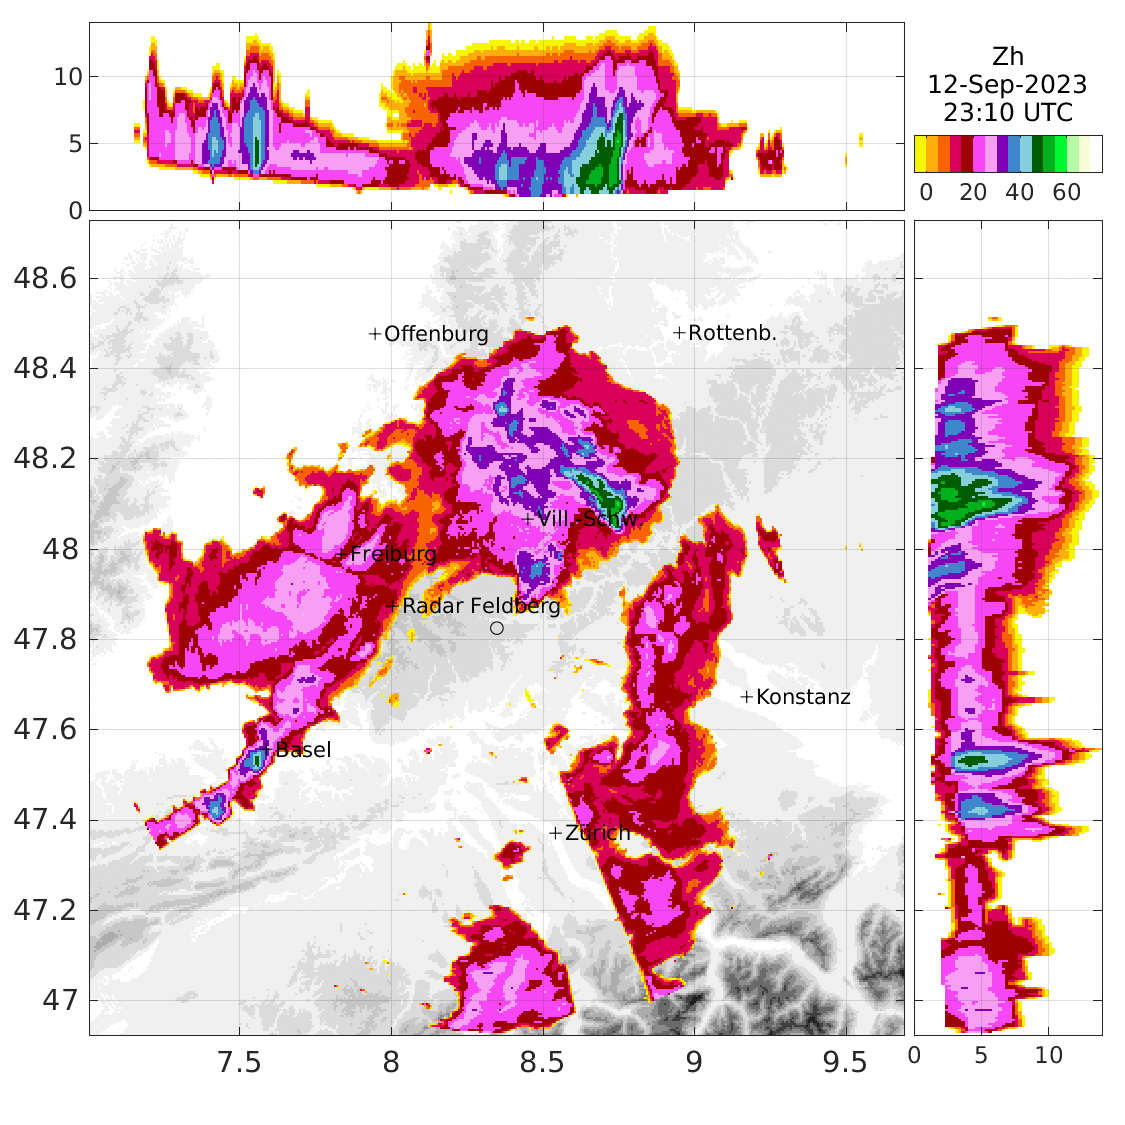 10
5
0
Zh
12-Sep-2023
23:10 UTC
0 20 40 60
48.6
48.4
48.2
48
47.8
47.6
47.4
47.2
47
+Offenburg
+Rottenb.
+Vill.-Schw.
+Freiburg
+Radar Feldberg
+Konstanz
+Basel
+Zürich
7.5 8 8.5 9 9.5
0 5 10